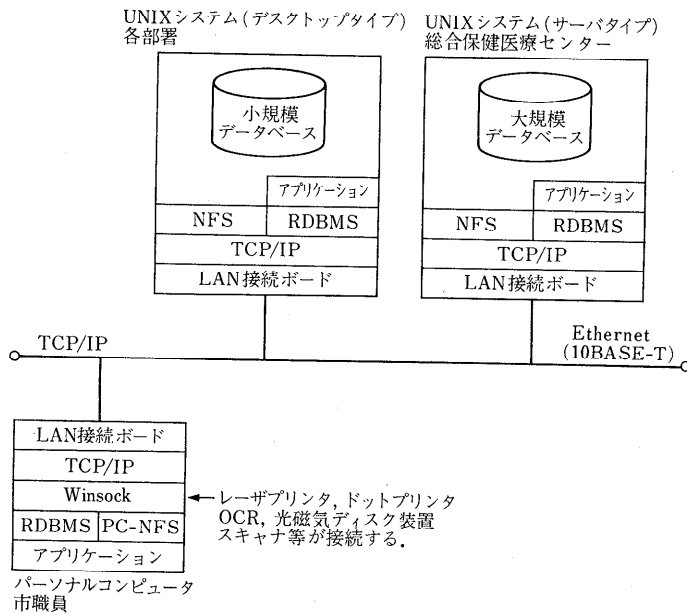 UNIXシステム(デスクトップタイプ)
各部署
小規模
データベース
アプリケーション
NFS
RDBMS
TCP/IP
LAN接続ボード
UNIXシステム(サーバタイプ)
総合保健医療センター
大規模
データベース
アプリケーション
NFS
RDBMS
TCP/IP
LAN接続ボード
TCP/IP
Ethernet
(10BASE-T)
LAN接続ボード
TCP/IP
Winsock
RDBMS
PC-NFS
アプリケーション
パーソナルコンピュータ
市職員
レーザプリンタ,ドットプリンタ
OCR,光磁気ディスク装置
スキャナ等が接続する.